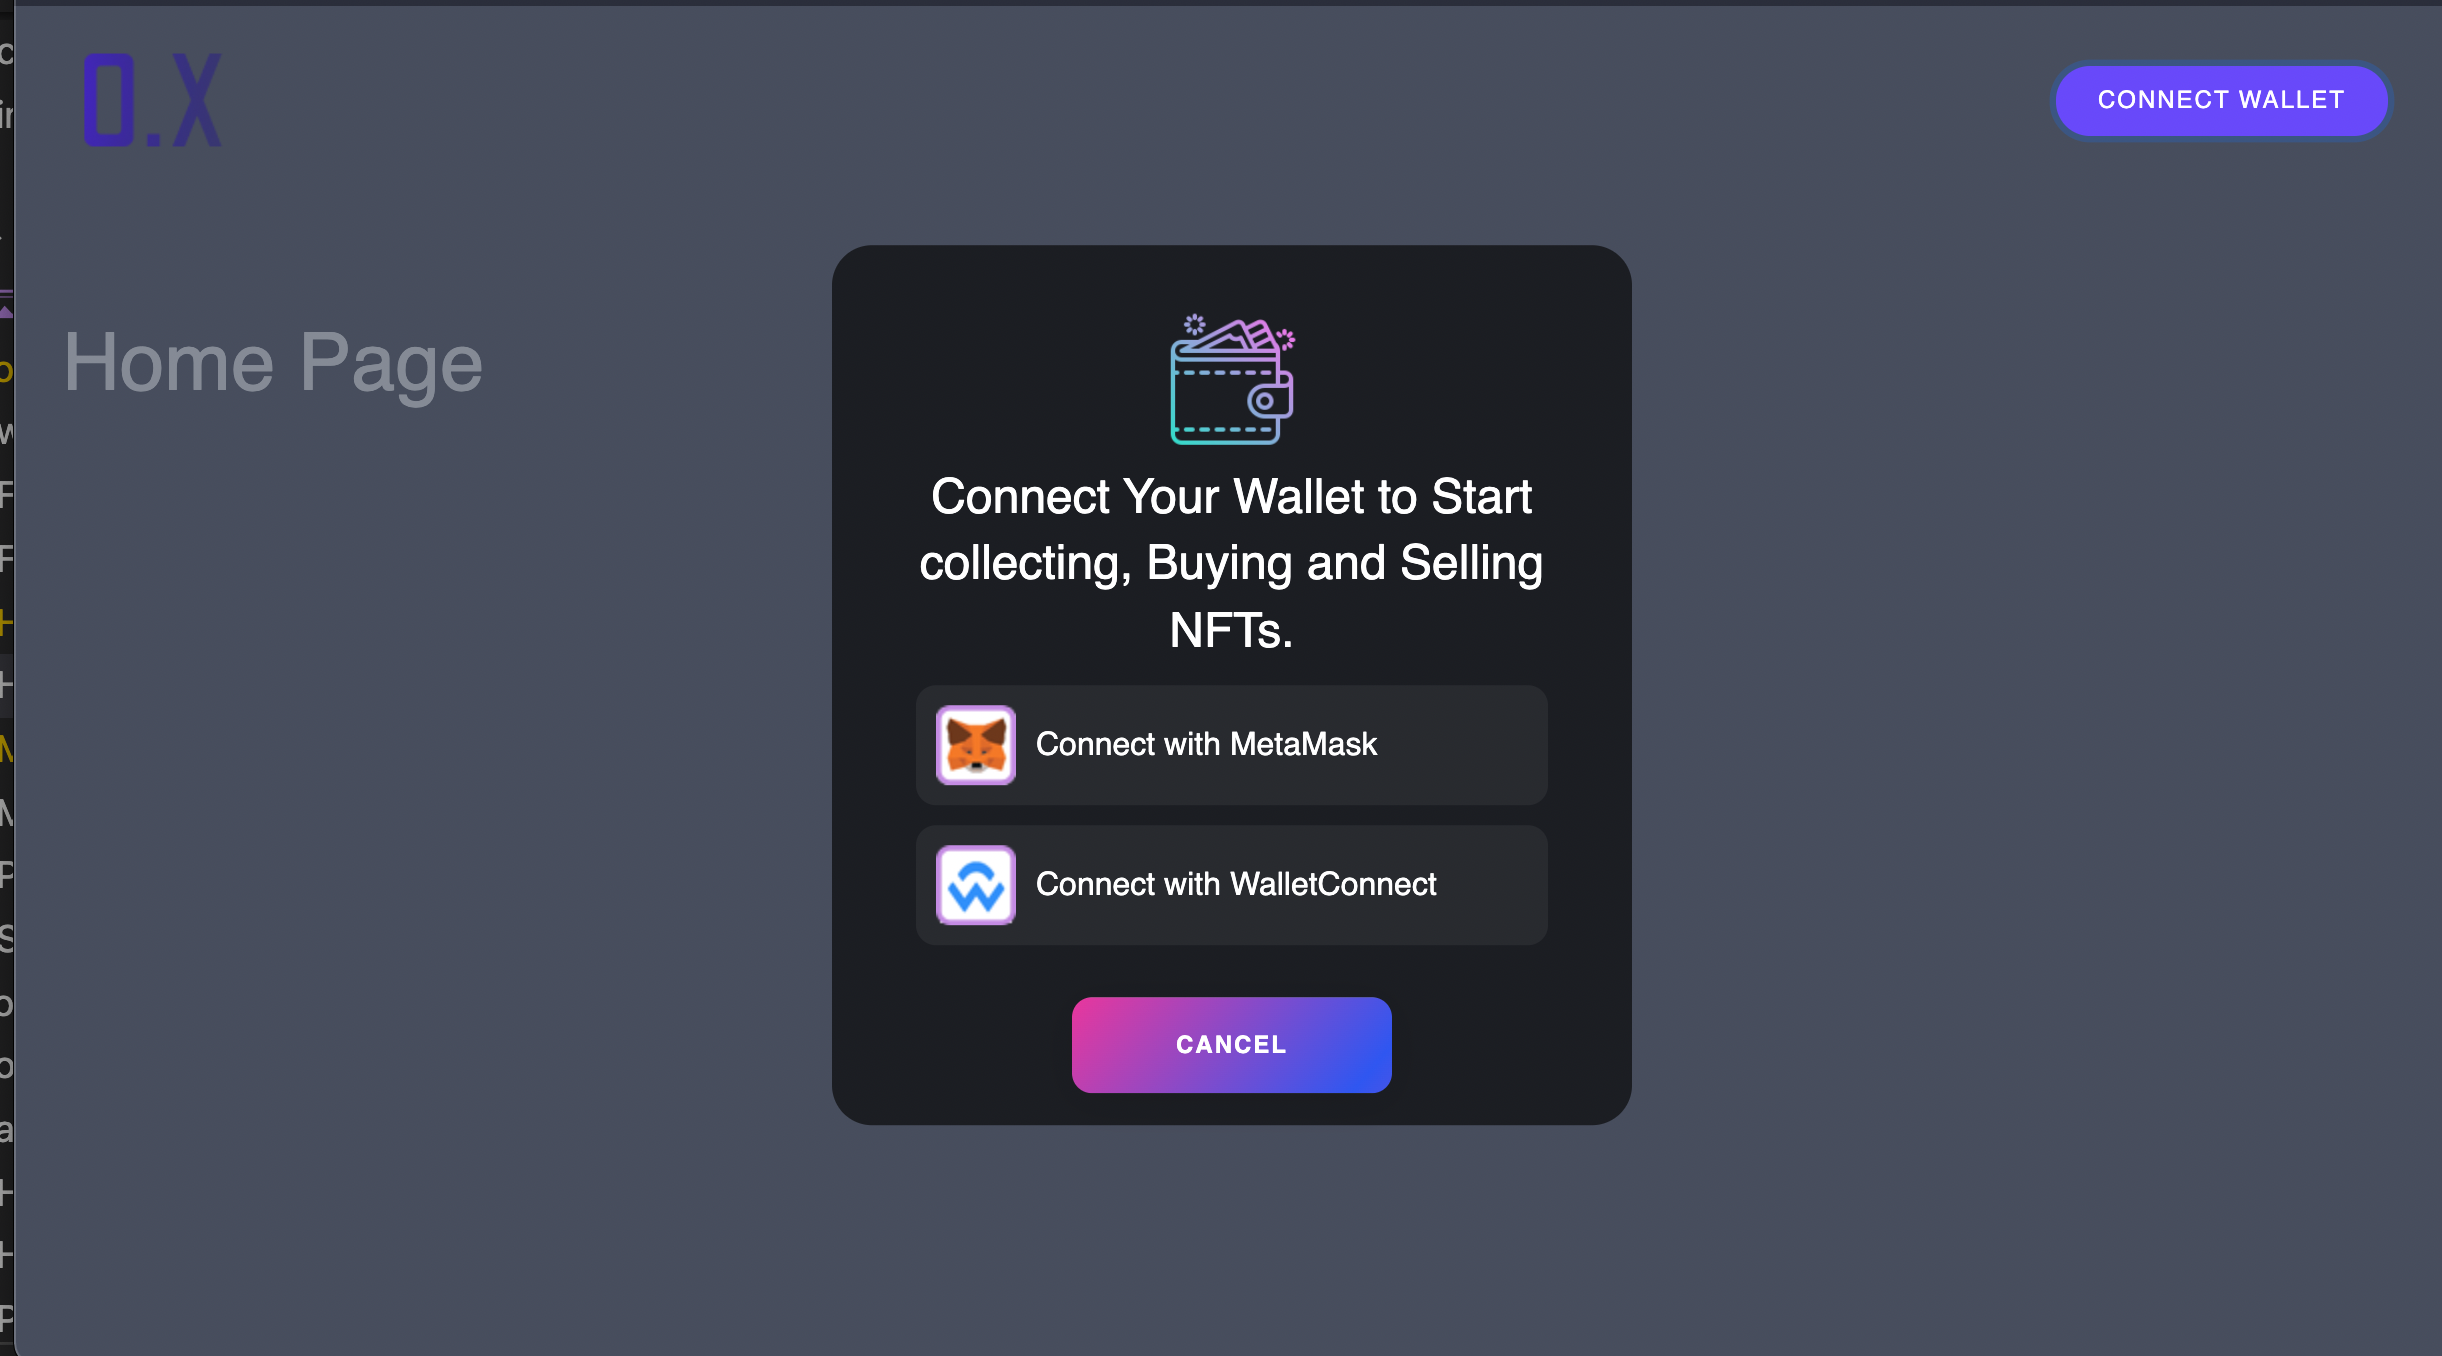 O.X
CONNECT WALLET
Home Page
Connect Your Wallet to Start
collecting, Buying and Selling
NFTs.
Connect with MetaMask
Connect with WalletConnect
CANCEL